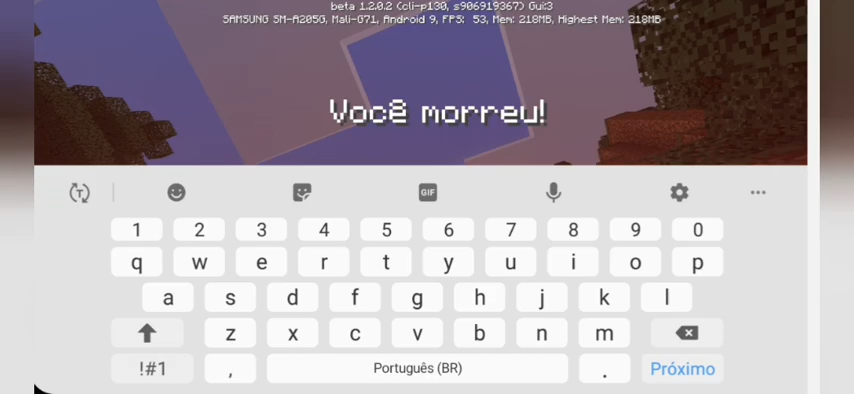 beta 1.2.0.2 (cli-p130, s906919367) Gui:3
SAMSUNG SM-A205G, Mali-G71, Android 9, FPS: 53, Mem: 218MB, Highest Mem: 218MB
Você morreu!
T
GIF
1 2 3 4 5 6 7 8 9 0
q w e r t y u i o p
a s d f g h j k l
z x c v b n m
!#1 , Português (BR) . Próximo